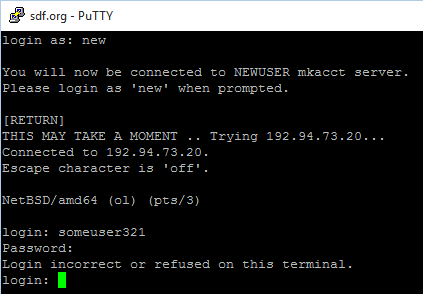 sdf.org - PuTTY
login as: new
You will now be connected to NEWUSER mkacct server.
Please login as 'new' when prompted.
[RETURN]
THIS MAY TAKE A MOMENT .. Trying 192.94.73.20...
Connected to 192.94.73.20.
Escape character is 'off'.
NetBSD/amd64 (ol) (pts/3)
login: someuser321
Password:
Login incorrect or refused on this terminal.
login: